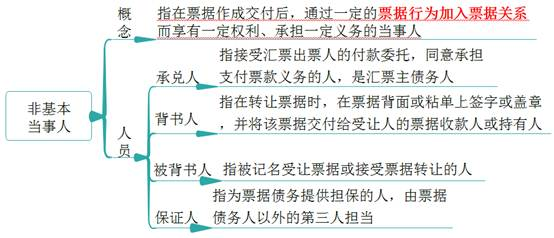 非基本
当事人
概
念
指在票据作成交付后，通过一定的票据行为加入票据关系
而享有一定权利、承担一定义务的当事人
人
员
承兑人
指接受汇票出票人的付款委托，同意承担
支付票款义务的人，是汇票主债务人
背书人
指在转让票据时，在票据背面或粘单上签字或盖章
，并将该票据交付给受让人的票据收款人或持有人
被背书人
指被记名受让票据或接受票据转让的人
保证人
指为票据债务提供担保的人，由票据
债务人以外的第三人担当